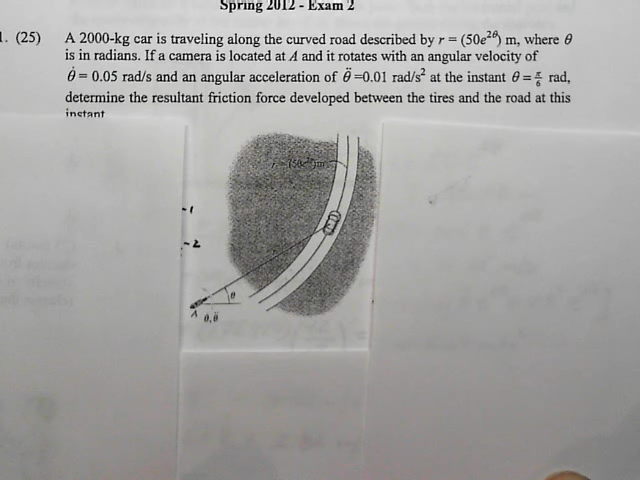 Spring 2012 - Exam 2
1. (25) A 2000-kg car is traveling along the curved road described by r = (50e^{2θ}) m, where θ
is in radians. If a camera is located at A and it rotates with an angular velocity of
θ̇ = 0.05 rad/s and an angular acceleration of θ̈ =0.01 rad/s² at the instant θ = π/6 rad,
determine the resultant friction force developed between the tires and the road at this
instant
-1
-2
θ
A
θ̇, θ̈